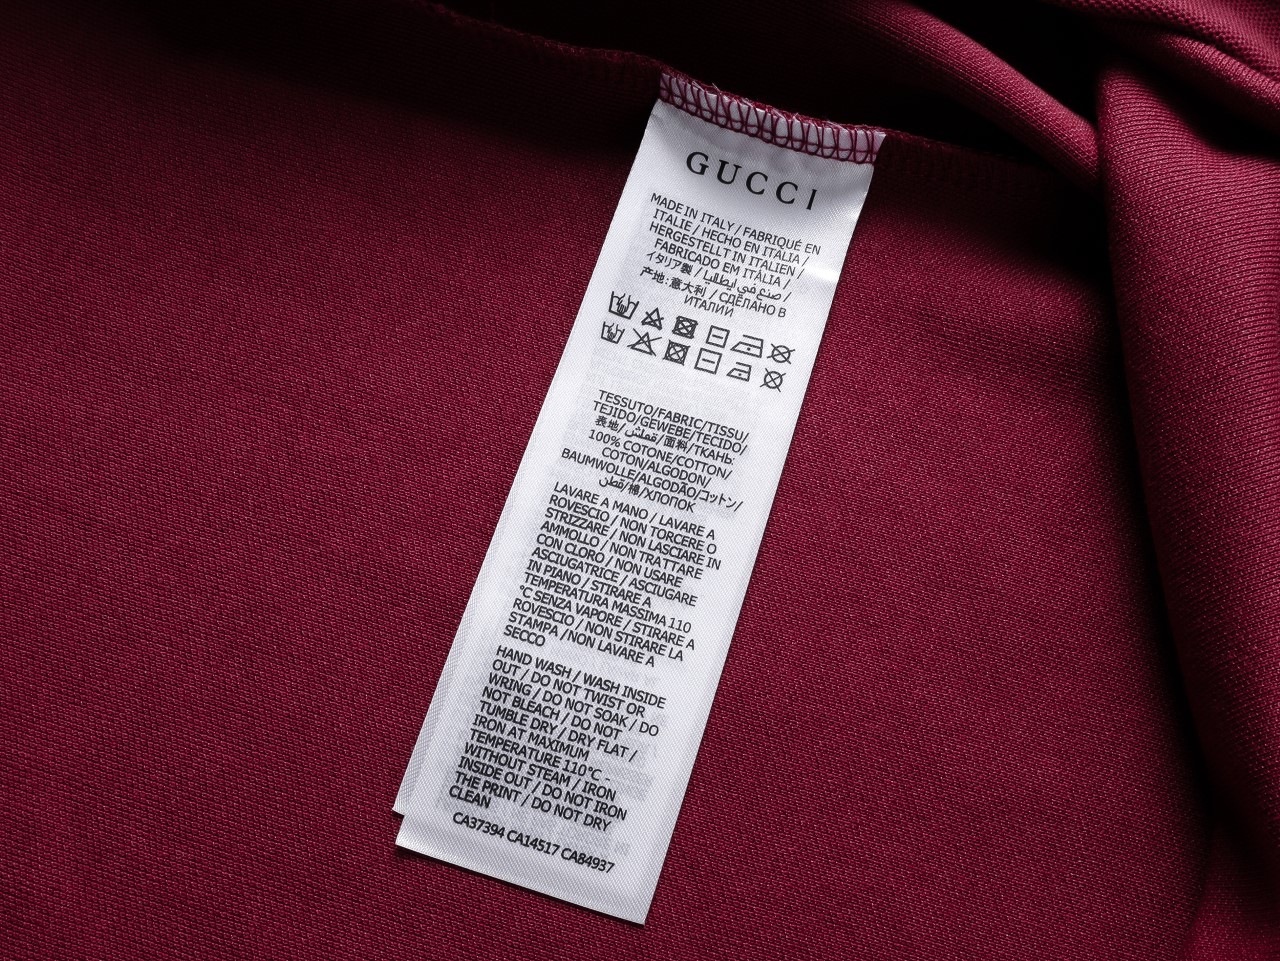 GUCCI
MADE IN ITALY / FABRIQUÉ EN
ITALIE / HECHO EN ITALIA /
HERGESTELLT IN ITALIEN /
FABRICADO EM ITÁLIA /
イタリア製 / صنع في ايطاليا /
产地: 意大利 / СДЕЛАНО В
ИТАЛИИ
TESSUTO/FABRIC/TISSU/
TEJIDO/GEWEBE/TECIDO/
表地/قماش/面料/ТКАНЬ:
100% COTONE/COTTON/
COTON/ALGODON/
BAUMWOLLE/ALGODÃO/コットン/
قطن/棉/ХЛОПОК
LAVARE A MANO / LAVARE A
ROVESCIO / NON TORCERE O
STRIZZARE / NON LASCIARE IN
AMMOLLO / NON TRATTARE
CON CLORO / NON USARE
ASCIUGATRICE / ASCIUGARE
IN PIANO / STIRARE A
TEMPERATURA MASSIMA 110
°C SENZA VAPORE / STIRARE A
ROVESCIO / NON STIRARE LA
STAMPA /NON LAVARE A
SECCO
HAND WASH / WASH INSIDE
OUT / DO NOT TWIST OR
WRING / DO NOT SOAK / DO
NOT BLEACH / DO NOT
TUMBLE DRY / DRY FLAT /
IRON AT MAXIMUM
TEMPERATURE 110°C -
WITHOUT STEAM / IRON
INSIDE OUT / DO NOT IRON
THE PRINT / DO NOT DRY
CLEAN
CA37394 CA14517 CA84937